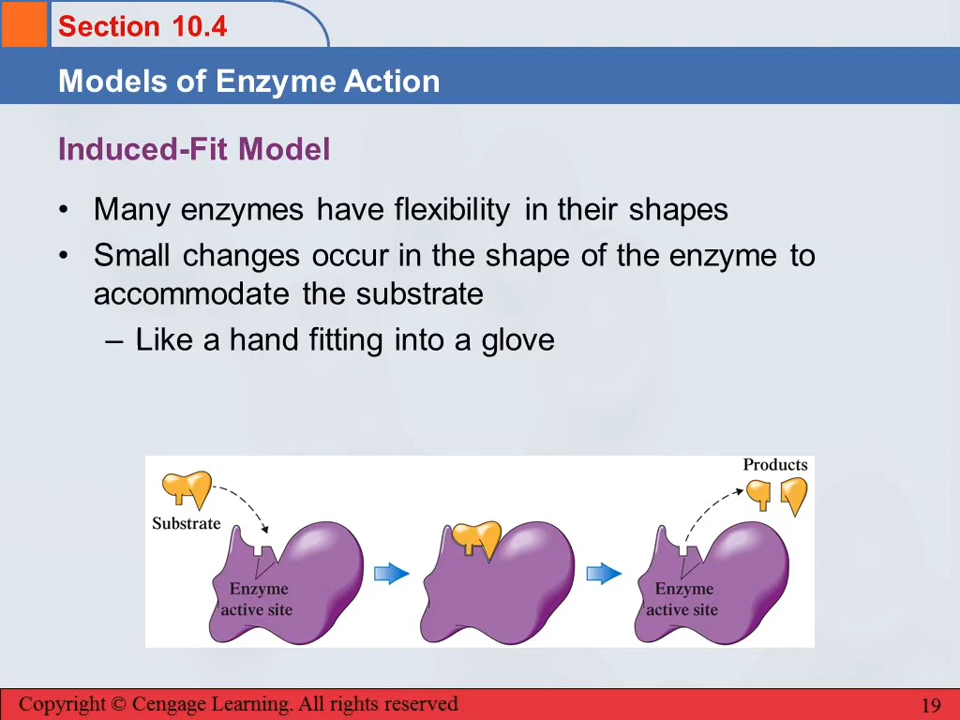 Section 10.4
Models of Enzyme Action
Induced-Fit Model
• Many enzymes have flexibility in their shapes
• Small changes occur in the shape of the enzyme to
accommodate the substrate
– Like a hand fitting into a glove
Products
Substrate
Enzyme
active site
Enzyme
active site
Copyright © Cengage Learning. All rights reserved
19